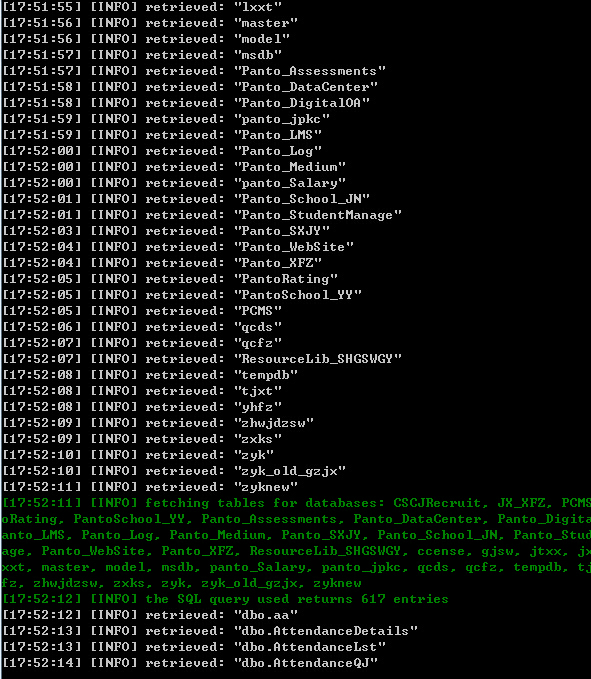 [17:51:55] [INFO] retrieved: "lxxt"
[17:51:56] [INFO] retrieved: "master"
[17:51:56] [INFO] retrieved: "model"
[17:51:57] [INFO] retrieved: "msdb"
[17:51:57] [INFO] retrieved: "Panto_Assessments"
[17:51:58] [INFO] retrieved: "Panto_DataCenter"
[17:51:58] [INFO] retrieved: "Panto_DigitalOA"
[17:51:59] [INFO] retrieved: "panto_jpkc"
[17:51:59] [INFO] retrieved: "Panto_LMS"
[17:52:00] [INFO] retrieved: "Panto_Log"
[17:52:00] [INFO] retrieved: "Panto_Medium"
[17:52:00] [INFO] retrieved: "panto_Salary"
[17:52:01] [INFO] retrieved: "Panto_School_JN"
[17:52:01] [INFO] retrieved: "Panto_StudentManage"
[17:52:03] [INFO] retrieved: "Panto_SXJY"
[17:52:04] [INFO] retrieved: "Panto_WebSite"
[17:52:04] [INFO] retrieved: "Panto_XFZ"
[17:52:05] [INFO] retrieved: "PantoRating"
[17:52:05] [INFO] retrieved: "PantoSchool_YY"
[17:52:05] [INFO] retrieved: "PCMS"
[17:52:06] [INFO] retrieved: "qcds"
[17:52:07] [INFO] retrieved: "qcfz"
[17:52:07] [INFO] retrieved: "ResourceLib_SHGSWGY"
[17:52:08] [INFO] retrieved: "tempdb"
[17:52:08] [INFO] retrieved: "tjxt"
[17:52:08] [INFO] retrieved: "yhfz"
[17:52:09] [INFO] retrieved: "zhwjdzsw"
[17:52:09] [INFO] retrieved: "zxks"
[17:52:10] [INFO] retrieved: "zyk"
[17:52:10] [INFO] retrieved: "zyk_old_gzjx"
[17:52:11] [INFO] retrieved: "zyknew"
[17:52:11] [INFO] fetching tables for databases: CSCJRecruit, JX_XFZ, PCMS
oRating, PantoSchool_YY, Panto_Assessments, Panto_DataCenter, Panto_Digita
anto_LMS, Panto_Log, Panto_Medium, Panto_SXJY, Panto_School_JN, Panto_Stud
age, Panto_WebSite, Panto_XFZ, ResourceLib_SHGSWGY, ccense, gjsw, jtxx, jx
xxt, master, model, msdb, panto_Salary, panto_jpkc, qcds, qcfz, tempdb, tj
fz, zhwjdzsw, zxks, zyk, zyk_old_gzjx, zyknew
[17:52:12] [INFO] the SQL query used returns 617 entries
[17:52:12] [INFO] retrieved: "dbo.aa"
[17:52:13] [INFO] retrieved: "dbo.AttendanceDetails"
[17:52:13] [INFO] retrieved: "dbo.AttendanceLst"
[17:52:14] [INFO] retrieved: "dbo.AttendanceQJ"